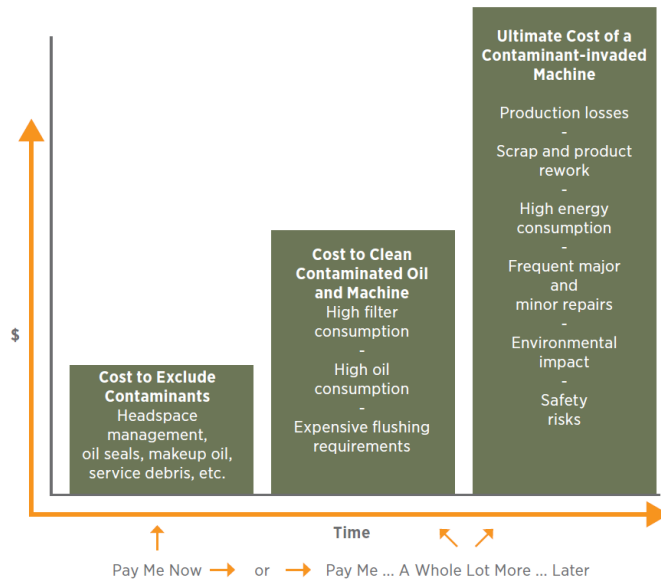 Ultimate Cost of a
Contaminant-invaded
Machine
Production losses
-
Scrap and product
rework
-
High energy
consumption
-
Frequent major
and
minor repairs
-
Environmental
impact
-
Safety
risks
Cost to Clean
Contaminated Oil
and Machine
High filter
consumption
-
High oil
consumption
-
Expensive flushing
requirements
$
Cost to Exclude
Contaminants
Headspace
management,
oil seals, makeup oil,
service debris, etc.
Time
Pay Me Now or Pay Me ... A Whole Lot More ... Later